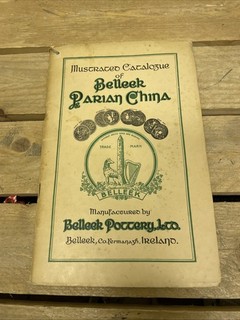 Illustrated Catalogue
of
Belleek
Parian China
TRADE MARK
BELLEEK
Manufactured by
Belleek Pottery, Ltd.
Belleek, Co. Fermanagh, Ireland.